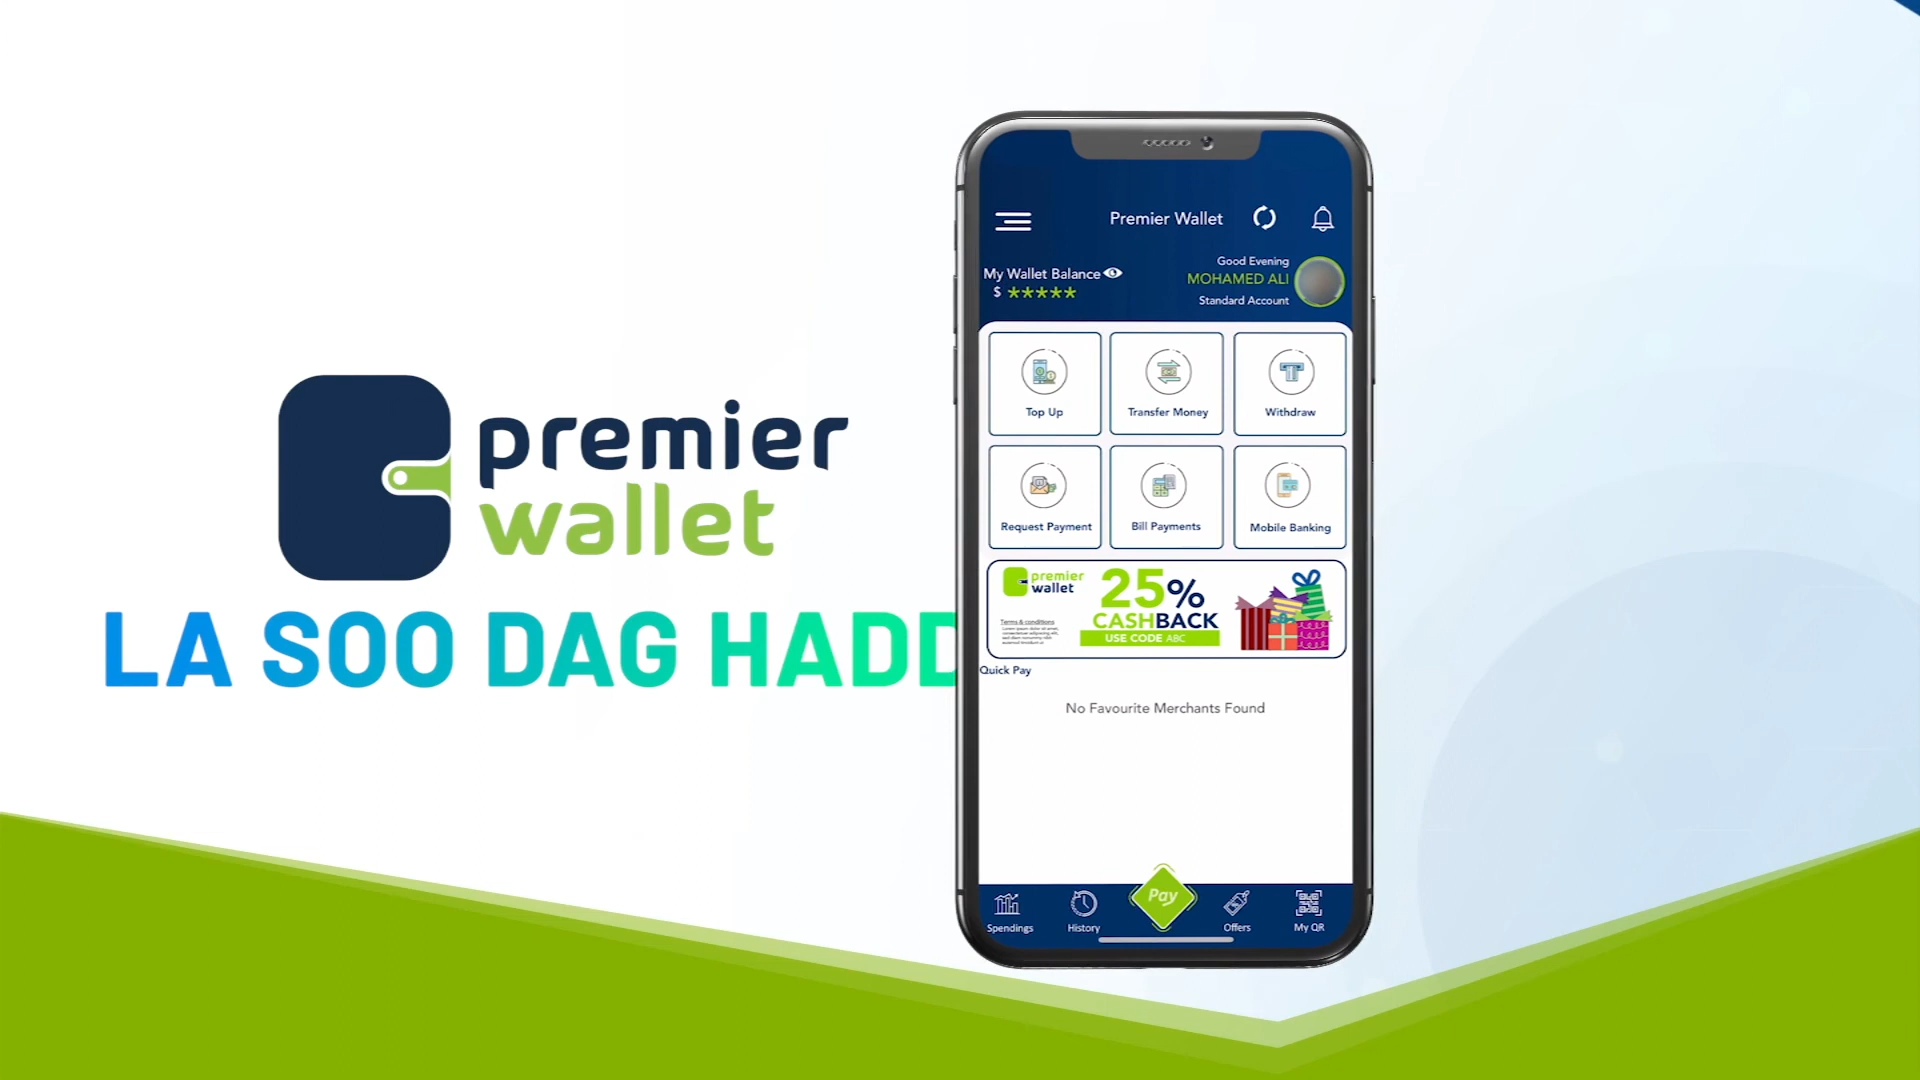 premier
wallet
LA SOO DAG HADD
Premier Wallet
My Wallet Balance
$ *****
Good Evening
MOHAMED ALI
Standard Account
Top Up
Transfer Money
Withdraw
Request Payment
Bill Payments
Mobile Banking
premier
wallet
Terms & conditions
25%
CASHBACK
USE CODE ABC
Quick Pay
No Favourite Merchants Found
Spendings
History
Pay
Offers
My QR